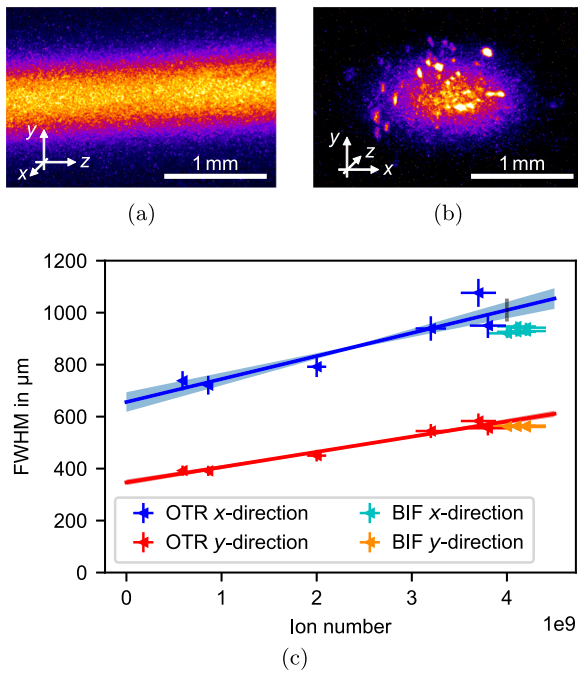 y
x
z
1 mm
(a)
y
z
x
1 mm
(b)
FWHM in µm
1200
1000
800
600
400
200
0
OTR x-direction
OTR y-direction
BIF x-direction
BIF y-direction
0
1
2
3
4
1e9
Ion number
(c)